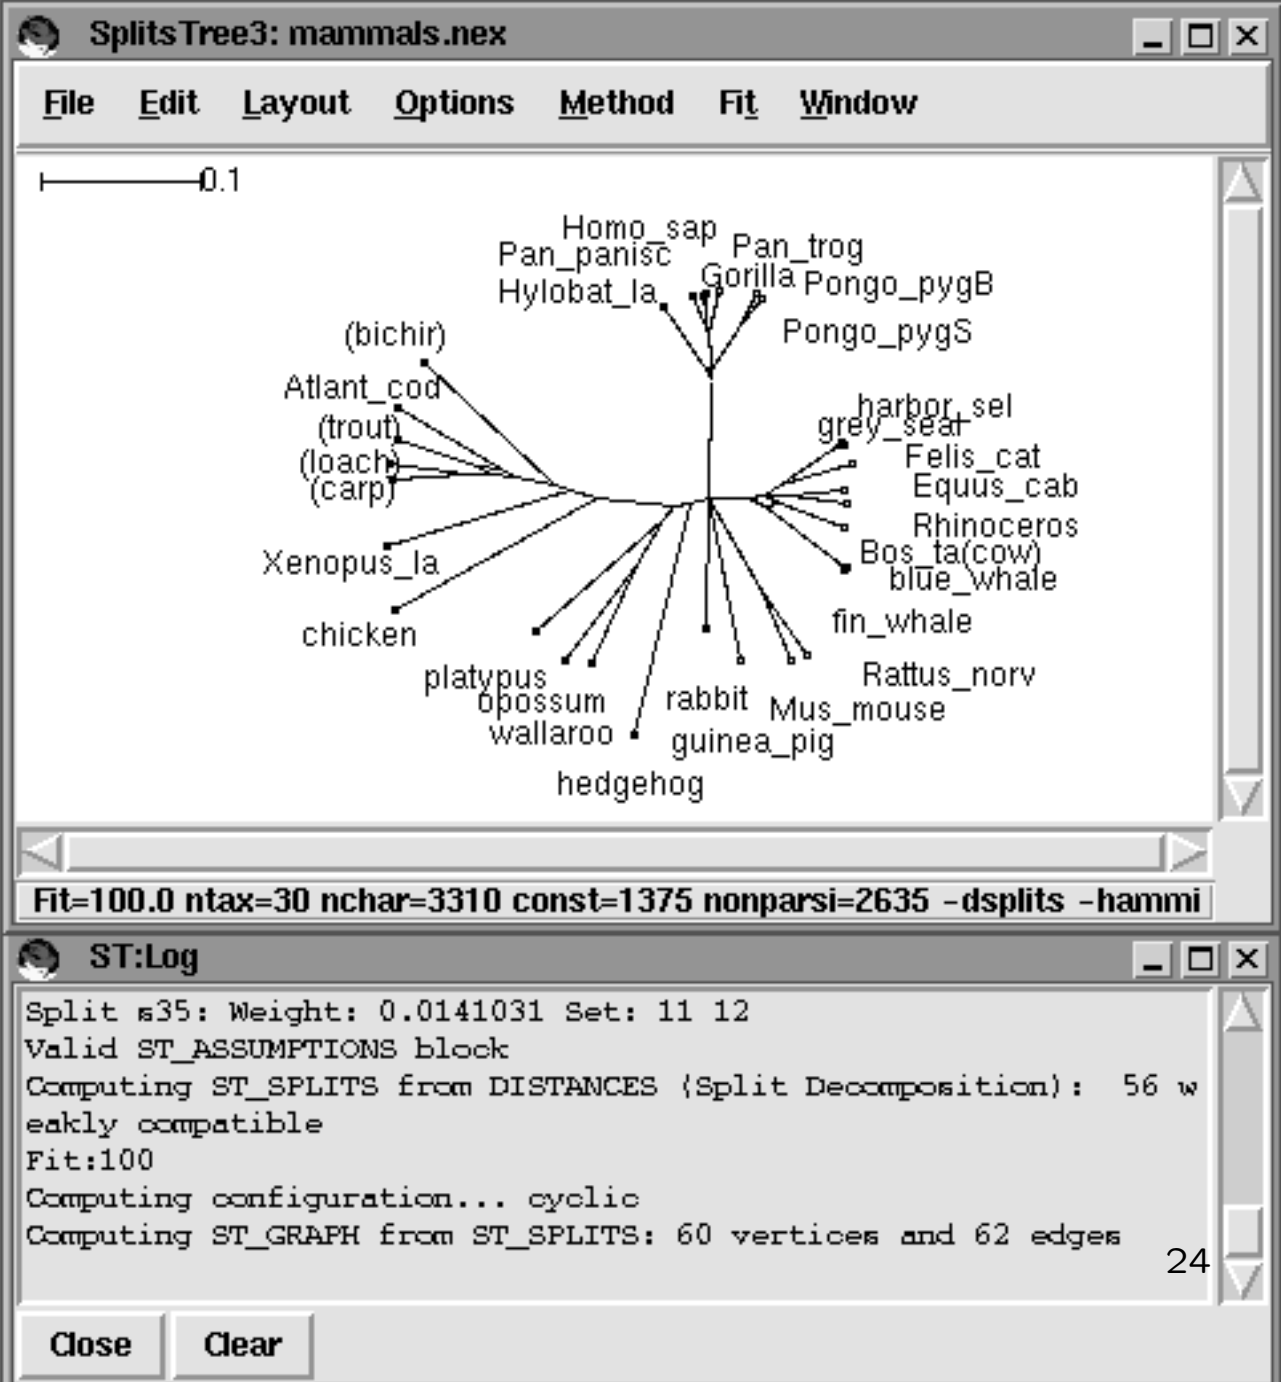 SplitsTree3: mammals.nex
File Edit Layout Options Method Fit Window
0.1
Homo_sap
Pan_trog
Pan_panisc
Gorilla
Pongo_pygB
Hylobat_la
Pongo_pygS
(bichir)
Atlant_cod
harbor_sel
(trout)
grey_seal
Felis_cat
(loach)
Equus_cab
(carp)
Rhinoceros
Bos_ta(cow)
Xenopus_la
blue_whale
fin_whale
chicken
Rattus_norv
platypus
opossum
rabbit
Mus_mouse
wallaroo
guinea_pig
hedgehog
Fit=100.0 ntax=30 nchar=3310 const=1375 nonparsi=2635 -dsplits -hammi
ST:Log
Split s35: Weight: 0.0141031 Set: 11 12
Valid ST_ASSUMPTIONS block
Computing ST_SPLITS from DISTANCES (Split Decomposition): 56 w
eakly compatible
Fit:100
Computing configuration... cyclic
Computing ST_GRAPH from ST_SPLITS: 60 vertices and 62 edges
24
Close Clear